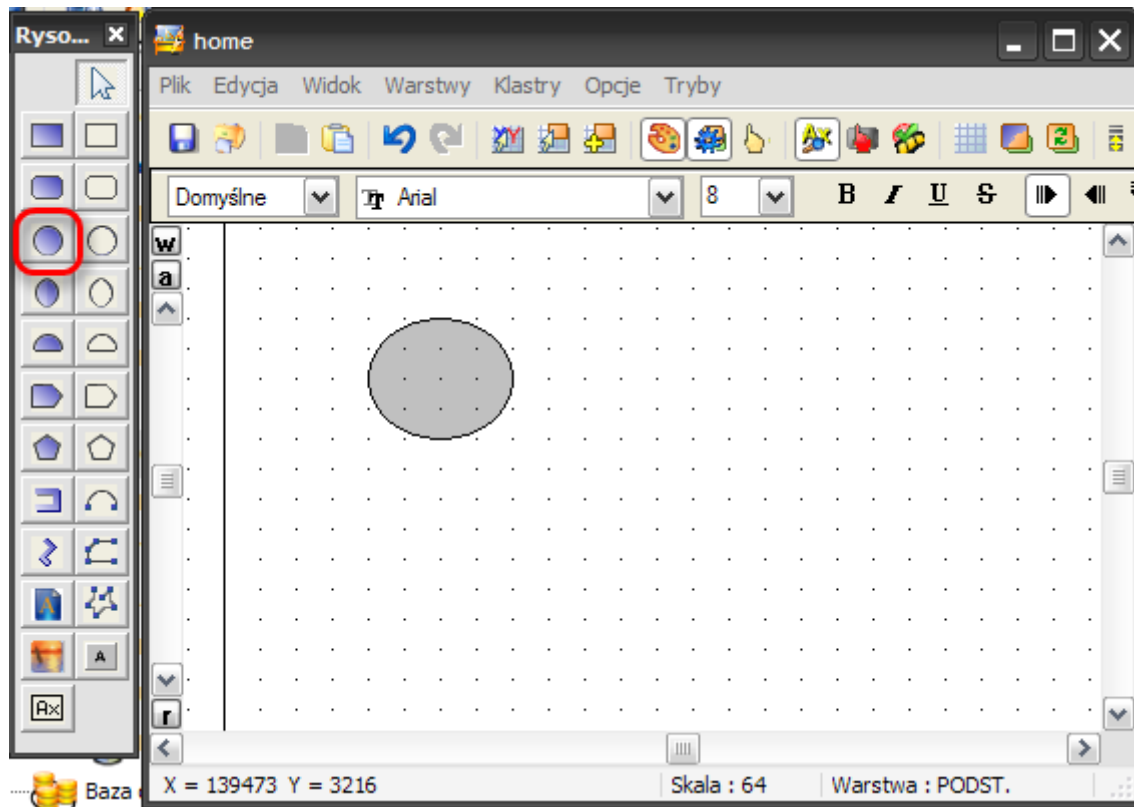 Ryso...
home
Plik Edycja Widok Warstwy Klastry Opcje Tryby
Domyślne Arial 8 B I U S
w
a
A
A
Ax
r
X = 139473 Y = 3216 Skala : 64 Warstwa : PODST.
Baza